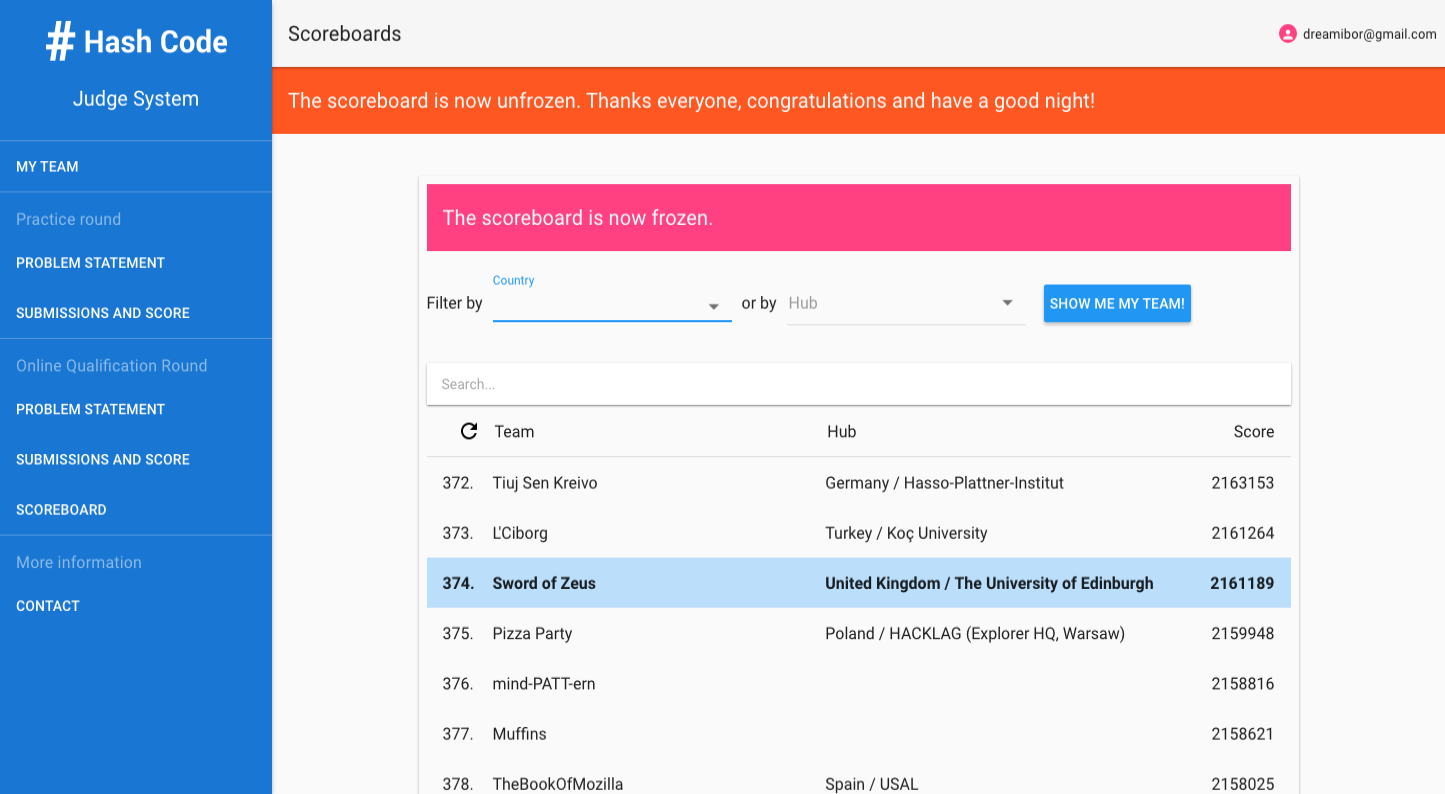 # Hash Code
Judge System
MY TEAM
Practice round
PROBLEM STATEMENT
SUBMISSIONS AND SCORE
Online Qualification Round
PROBLEM STATEMENT
SUBMISSIONS AND SCORE
SCOREBOARD
More information
CONTACT
Scoreboards
dreamibor@gmail.com
The scoreboard is now unfrozen. Thanks everyone, congratulations and have a good night!
The scoreboard is now frozen.
Country
Filter by or by Hub SHOW ME MY TEAM!
Search...
Team Hub Score
372. Tiuj Sen Kreivo Germany / Hasso-Plattner-Institut 2163153
373. L'Ciborg Turkey / Koç University 2161264
374. Sword of Zeus United Kingdom / The University of Edinburgh 2161189
375. Pizza Party Poland / HACKLAG (Explorer HQ, Warsaw) 2159948
376. mind-PATT-ern 2158816
377. Muffins 2158621
378. TheBookOfMozilla Spain / USAL 2158025